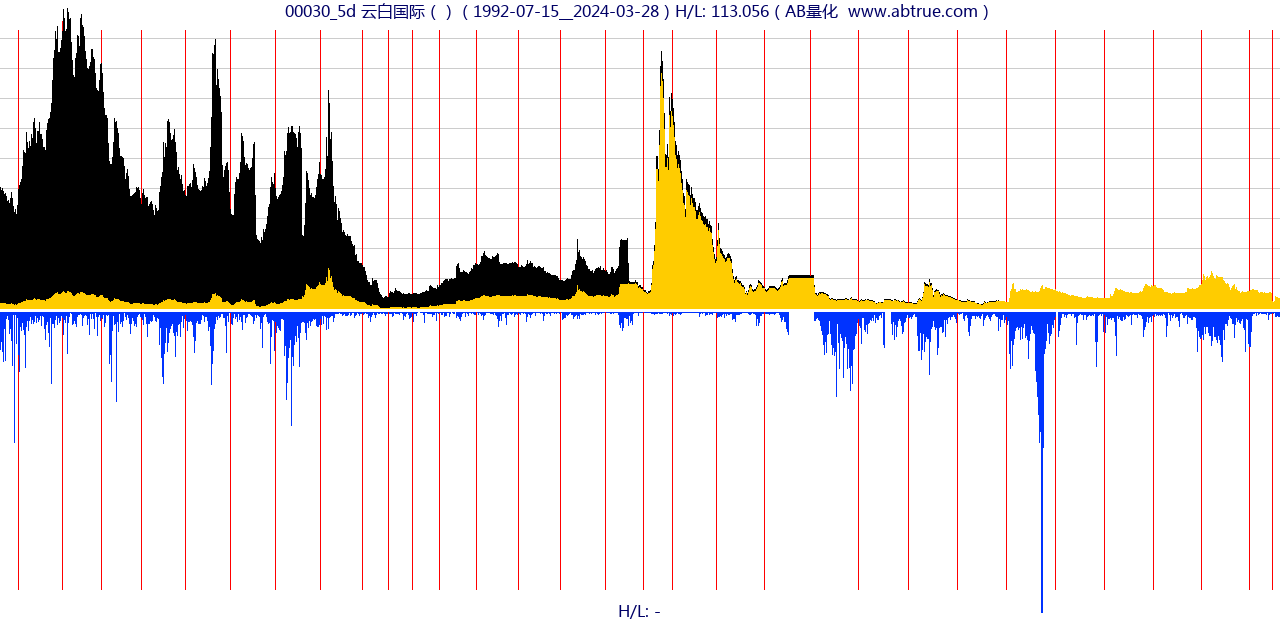 00030_5d 云白国际 ( ) ( 1992-07-15__2024-03-28 ) H/L: 113.056 ( AB量化 www.abtrue.com )
H/L: -